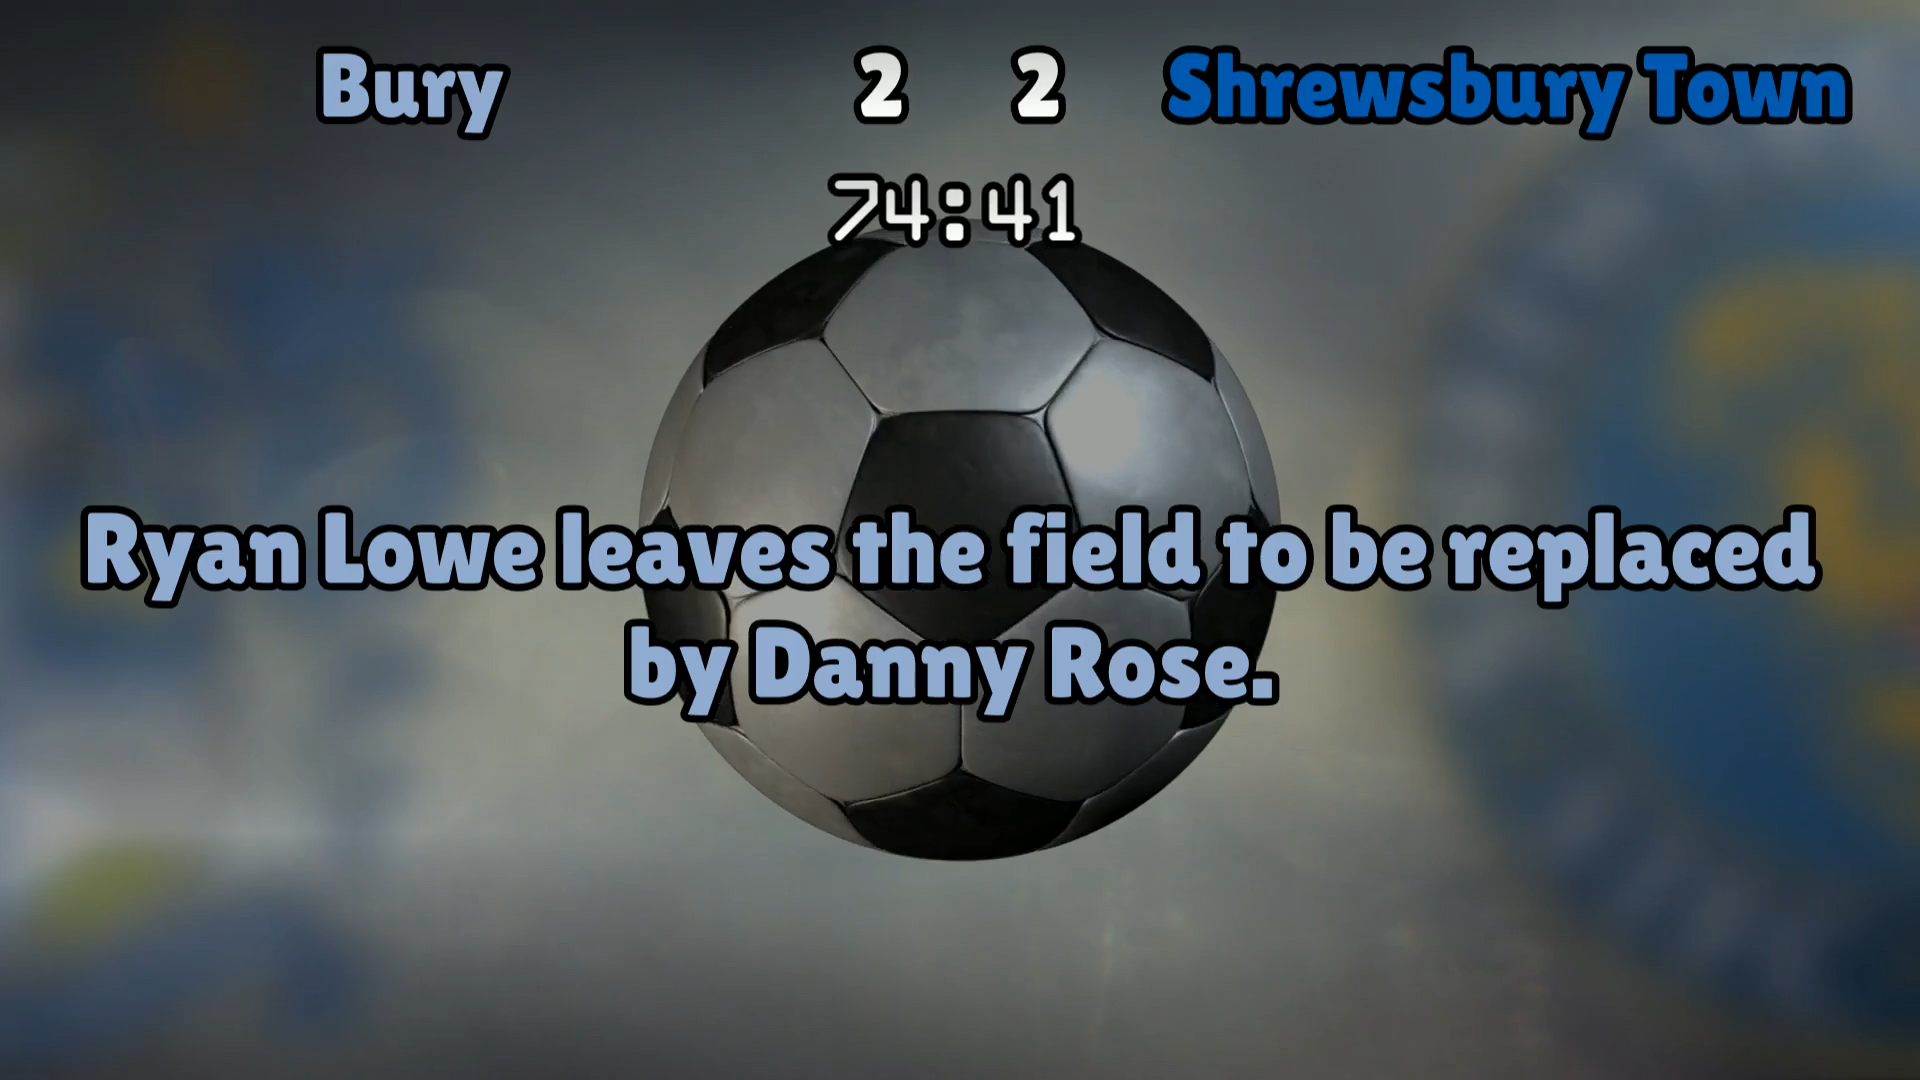 Bury 2 2 Shrewsbury Town
74:41
Ryan Lowe leaves the field to be replaced
by Danny Rose.